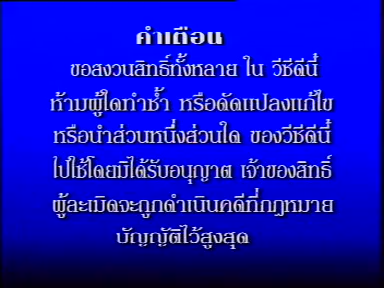 คำเตือน
ขอสงวนสิทธิ์ทั้งหลาย ใน วีซีดีนี้
ห้ามผู้ใดทำซ้ำ หรือดัดแปลงแก้ไข
หรือนำส่วนหนึ่งส่วนใด ของวีซีดีนี้
ไปใช้โดยมิได้รับอนุญาต เจ้าของสิทธิ์
ผู้ละเมิดจะถูกดำเนินคดีที่กฎหมาย
บัญญัติไว้สูงสุด